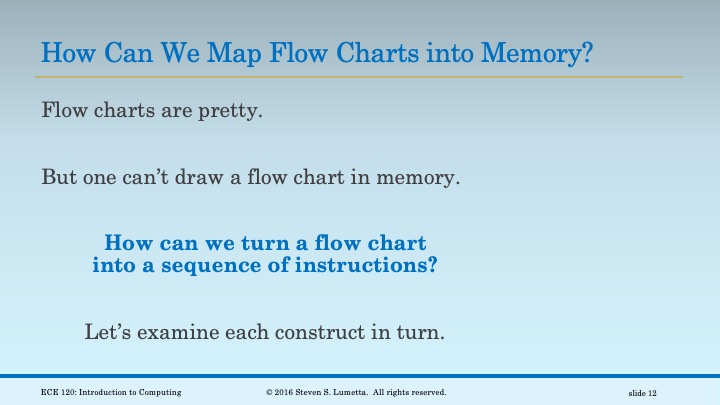 How Can We Map Flow Charts into Memory?
Flow charts are pretty.
But one can’t draw a flow chart in memory.
How can we turn a flow chart
into a sequence of instructions?
Let’s examine each construct in turn.
ECE 120: Introduction to Computing
© 2016 Steven S. Lumetta.  All rights reserved.
slide 12